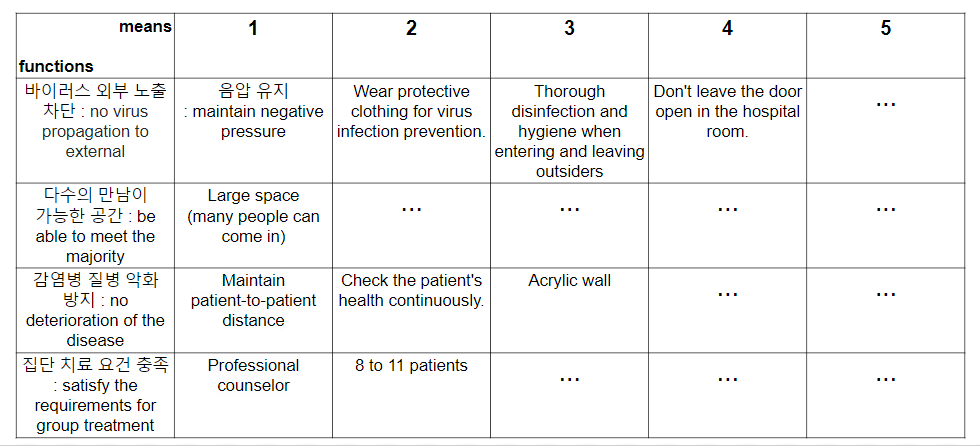 means
functions
1
2
3
4
5
바이러스 외부 노출
차단 : no virus
propagation to
external
음압 유지
: maintain negative
pressure
Wear protective
clothing for virus
infection prevention.
Thorough
disinfection and
hygiene when
entering and leaving
outsiders
Don't leave the door
open in the hospital
room.
...
다수의 만남이
가능한 공간 : be
able to meet the
majority
Large space
(many people can
come in)
...
...
...
...
감염병 질병 악화
방지 : no
deterioration of the
disease
Maintain
patient-to-patient
distance
Check the patient's
health continuously.
Acrylic wall
...
...
집단 치료 요건 충족
: satisfy the
requirements for
group treatment
Professional
counselor
8 to 11 patients
...
...
...